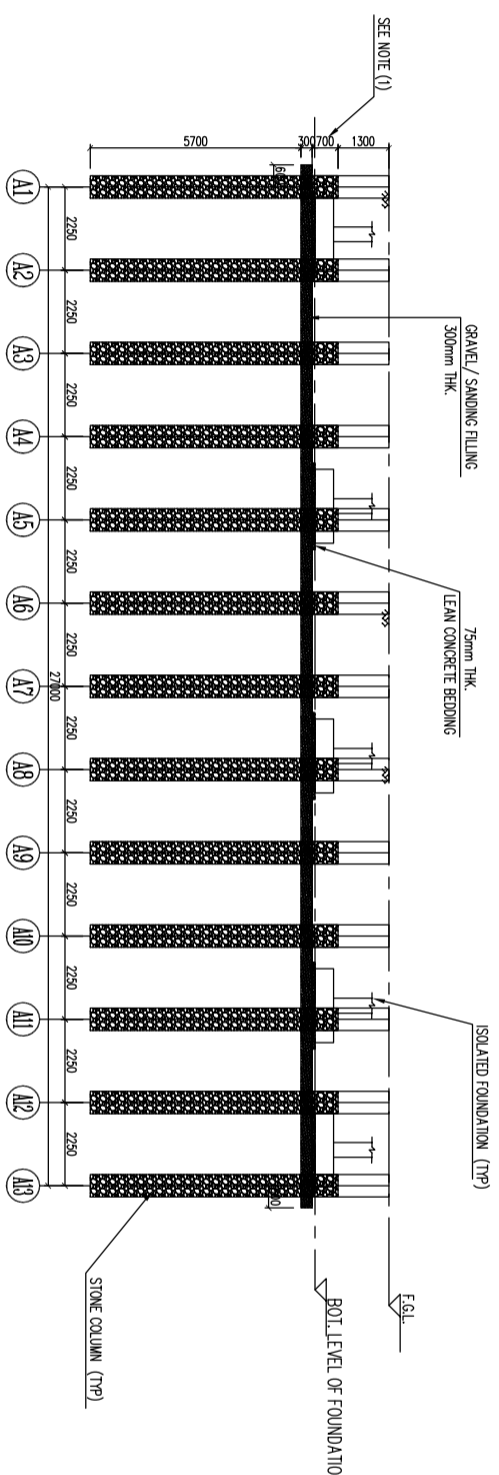 SEE NOTE (1)
GRAVEL/ SANDING FILLING
300mm THK.
75mm THK.
LEAN CONCRETE BEDDING
ISOLATED FOUNDATION (TYP)
F.G.L.
BOT. LEVEL OF FOUNDATIO
STONE COLUMN (TYP)
1300
700
300
5700
2250
2250
2250
2250
2250
2250
2250
2250
2250
2250
2250
2250
27000
A1
A2
A3
A4
A5
A6
A7
A8
A9
A10
A11
A12
A13